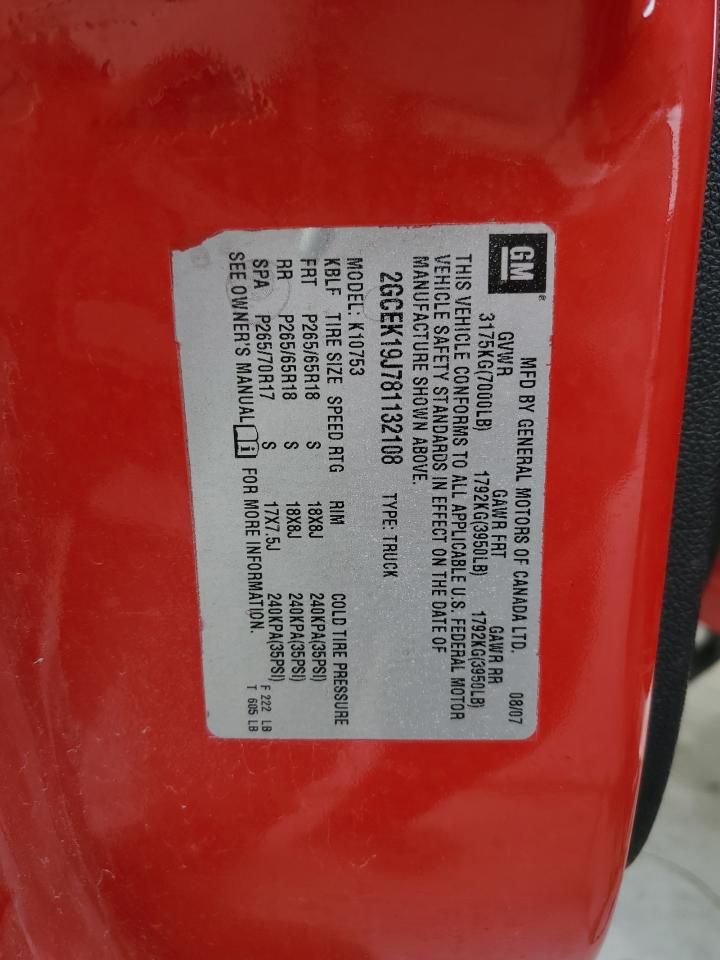 GM®
MFD BY GENERAL MOTORS OF CANADA LTD. 08/07
GVWR GAWR FRT GAWR RR
3175KG(7000LB) 1792KG(3950LB) 1792KG(3950LB)
THIS VEHICLE CONFORMS TO ALL APPLICABLE U.S. FEDERAL MOTOR
VEHICLE SAFETY STANDARDS IN EFFECT ON THE DATE OF
MANUFACTURE SHOWN ABOVE.
2GCEK19J781132108 TYPE: TRUCK
MODEL: K10753
KBLF TIRE SIZE SPEED RTG RIM COLD TIRE PRESSURE
FRT P265/65R18 S 18X8J 240KPA(35PSI)
RR P265/65R18 S 18X8J 240KPA(35PSI)
SPA P265/70R17 S 17X7.5J 240KPA(35PSI)
SEE OWNER'S MANUAL i FOR MORE INFORMATION.
F 222 LB
T 605 LB